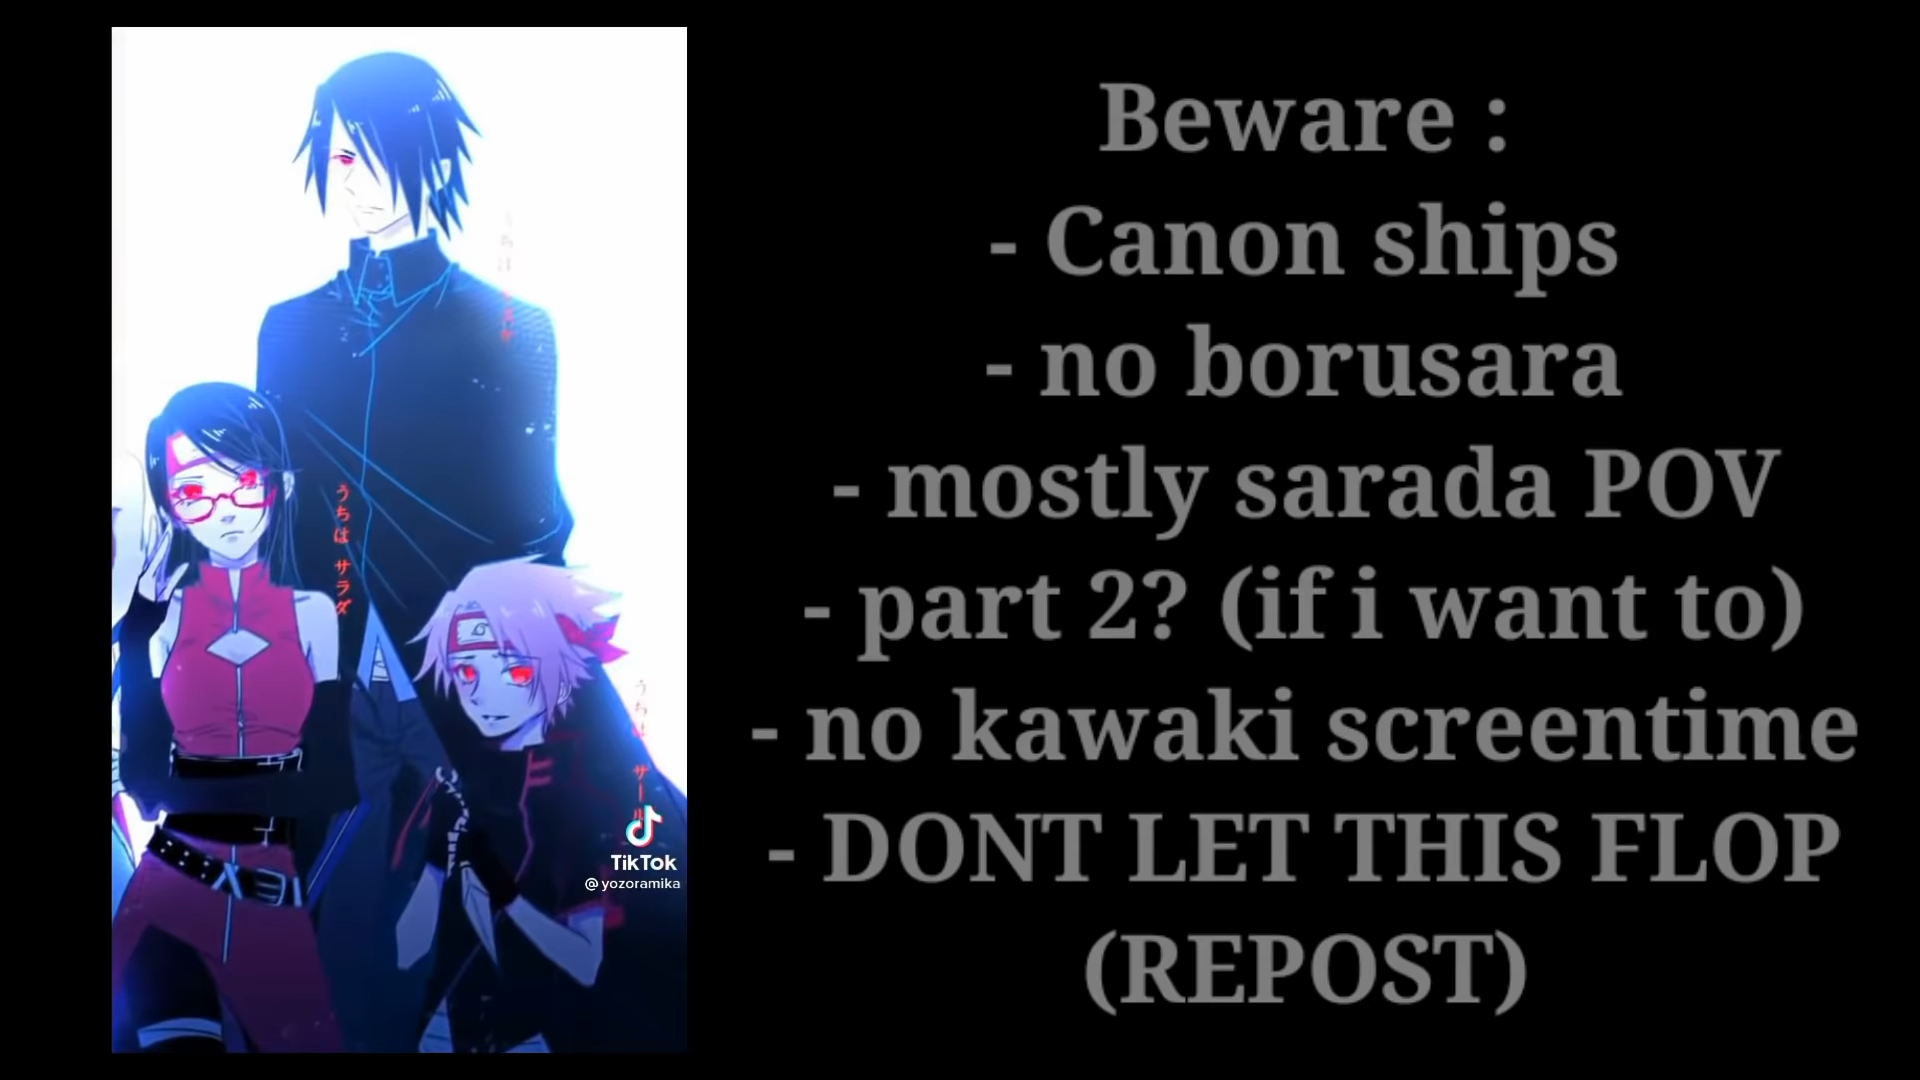 Beware :
- Canon ships
- no borusara
- mostly sarada POV
- part 2? (if i want to)
- no kawaki screentime
- DONT LET THIS FLOP
(REPOST)
うちは サラダ
TikTok
@yozoramika